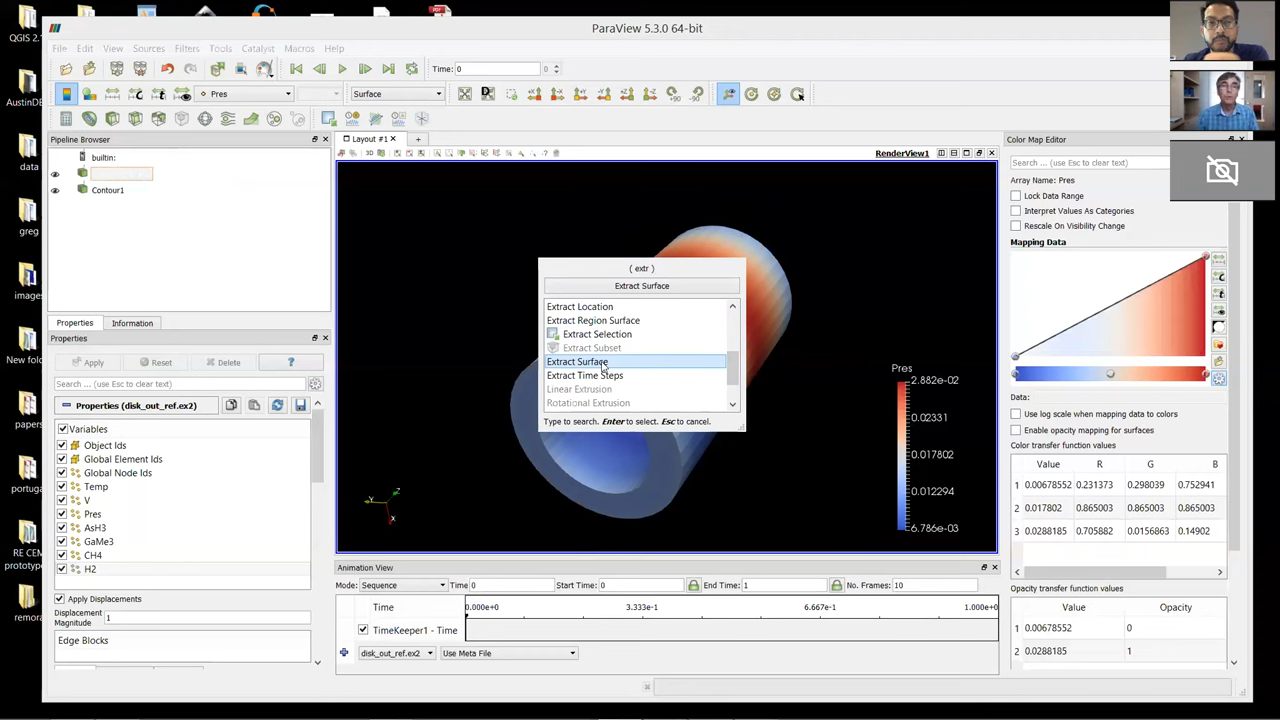 QGIS 2.
AustinDE
data
greg
images
New fol
papers
portug
RE CEM
prototype
remora
ParaView 5.3.0 64-bit
File Edit View Sources Filters Tools Catalyst Macros Help
Time: 0 0
Pres Surface
Pipeline Browser
builtin:
Contour1
Properties Information
Properties
Apply Reset Delete ?
Search ... (use Esc to clear text)
Properties (disk_out_ref.ex2)
Variables
Object Ids
Global Element Ids
Global Node Ids
Temp
V
Pres
AsH3
GaMe3
CH4
H2
Apply Displacements
Displacement
Magnitude 1
Edge Blocks
Layout #1
RenderView1
3D
( extr )
Extract Surface
Extract Location
Extract Region Surface
Extract Selection
Extract Subset
Extract Surface
Extract Time Steps
Linear Extrusion
Rotational Extrusion
Type to search. Enter to select. Esc to cancel.
Pres
2.882e-02
0.02331
0.017802
0.012294
6.786e-03
Y Z
X
Animation View
Mode: Sequence Time 0 Start Time: 0 End Time: 1 No. Frames: 10
Time 0.000e+0 3.333e-1 6.667e-1 1.000e+0
TimeKeeper1 - Time
disk_out_ref.ex2 Use Meta File
Color Map Editor
Search ... (use Esc to clear text)
Array Name: Pres
Lock Data Range
Interpret Values As Categories
Rescale On Visibility Change
Mapping Data
Data:
Use log scale when mapping data to colors
Enable opacity mapping for surfaces
Color transfer function values
Value R G B
1 0.00678552 0.231373 0.298039 0.752941
2 0.017802 0.865003 0.865003 0.865003
3 0.0288185 0.705882 0.0156863 0.14902
Opacity transfer function values
Value Opacity
1 0.00678552 0
2 0.0288185 1